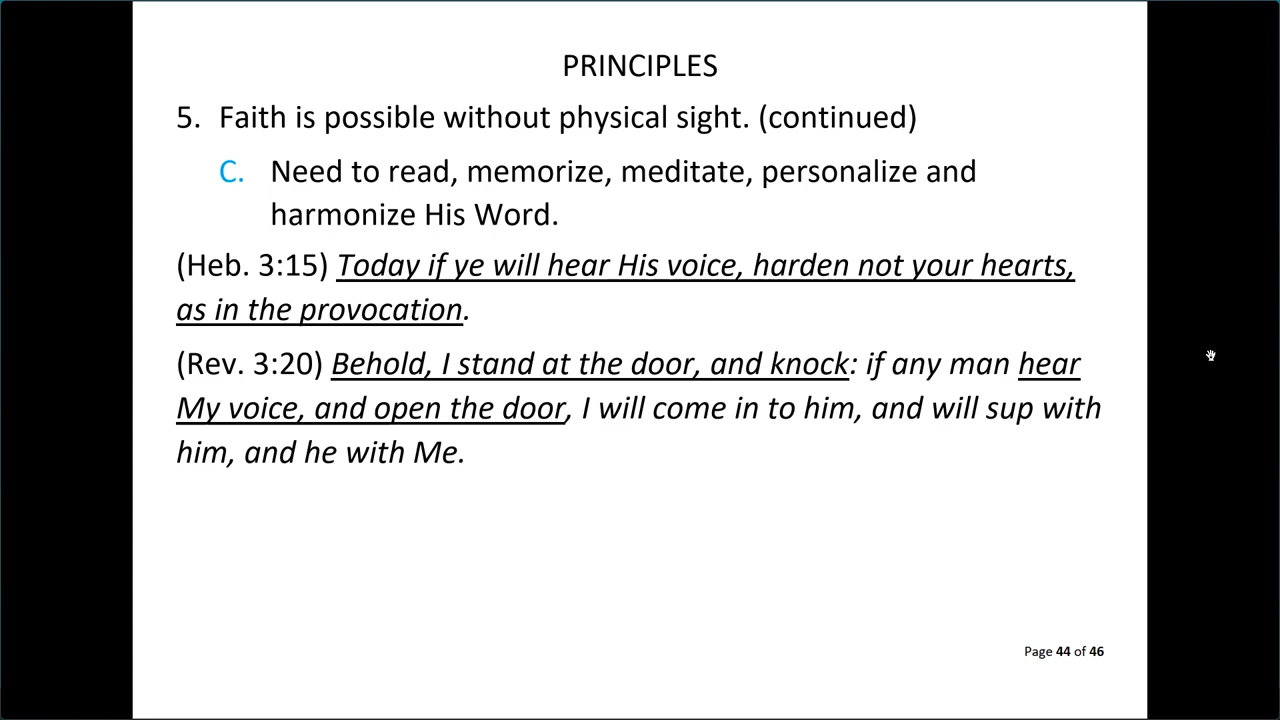 PRINCIPLES
5. Faith is possible without physical sight. (continued)
C. Need to read, memorize, meditate, personalize and
harmonize His Word.
(Heb. 3:15) Today if ye will hear His voice, harden not your hearts,
as in the provocation.
(Rev. 3:20) Behold, I stand at the door, and knock: if any man hear
My voice, and open the door, I will come in to him, and will sup with
him, and he with Me.
Page 44 of 46